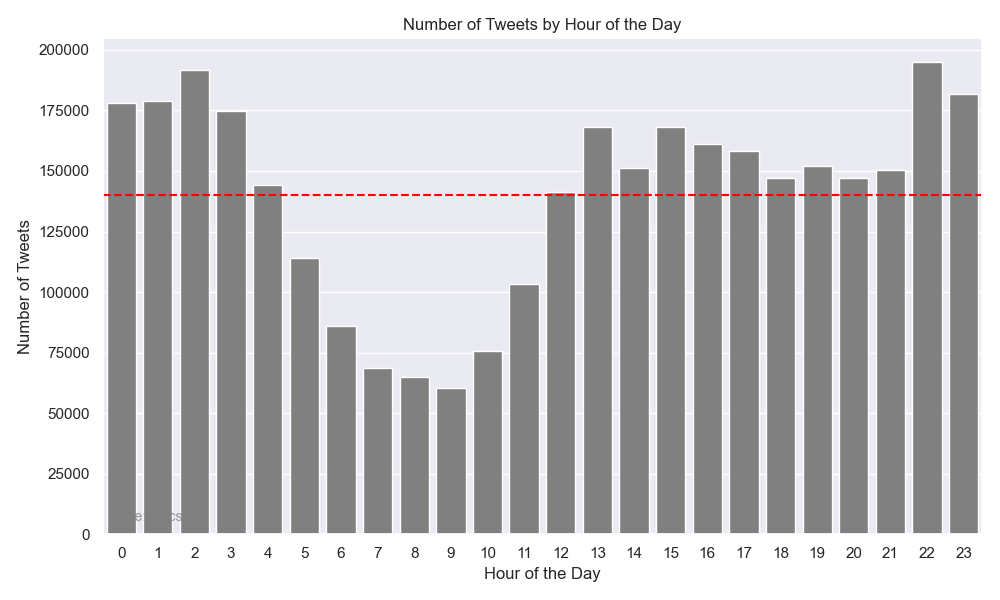 Number of Tweets by Hour of the Day
200000
175000
150000
125000
100000
75000
50000
25000
0
Number of Tweets
0 1 2 3 4 5 6 7 8 9 10 11 12 13 14 15 16 17 18 19 20 21 22 23
Hour of the Day